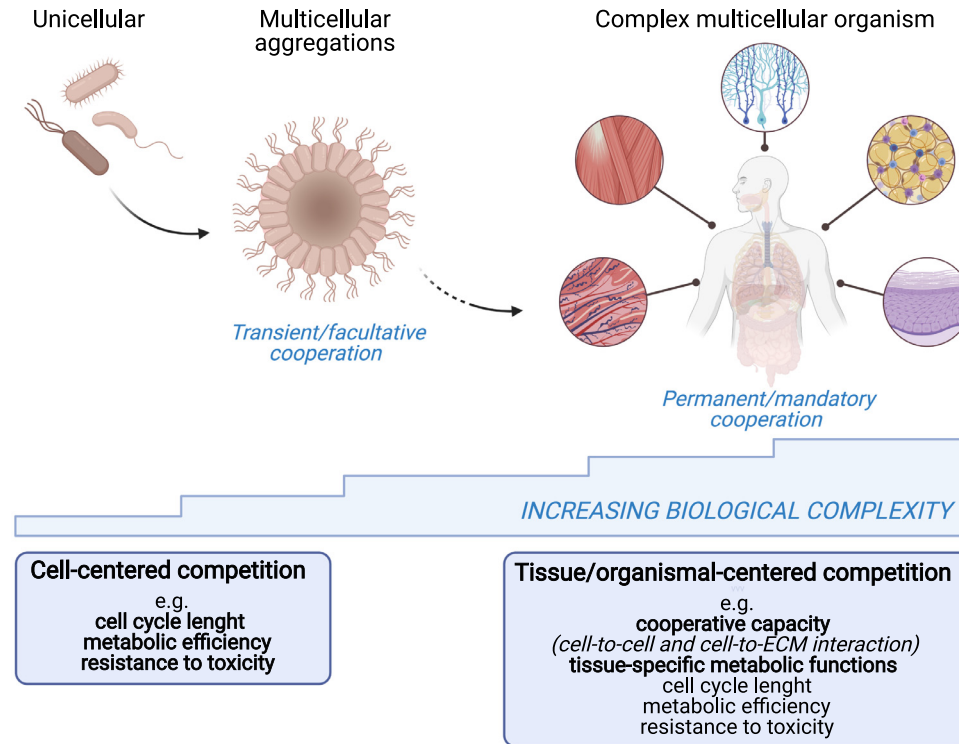 Unicellular
Multicellular
aggregations
Complex multicellular organism
Transient/facultative
cooperation
Permanent/mandatory
cooperation
INCREASING BIOLOGICAL COMPLEXITY
Cell-centered competition
e.g.
cell cycle lenght
metabolic efficiency
resistance to toxicity
Tissue/organismal-centered competition
e.g.
cooperative capacity
(cell-to-cell and cell-to-ECM interaction)
tissue-specific metabolic functions
cell cycle lenght
metabolic efficiency
resistance to toxicity